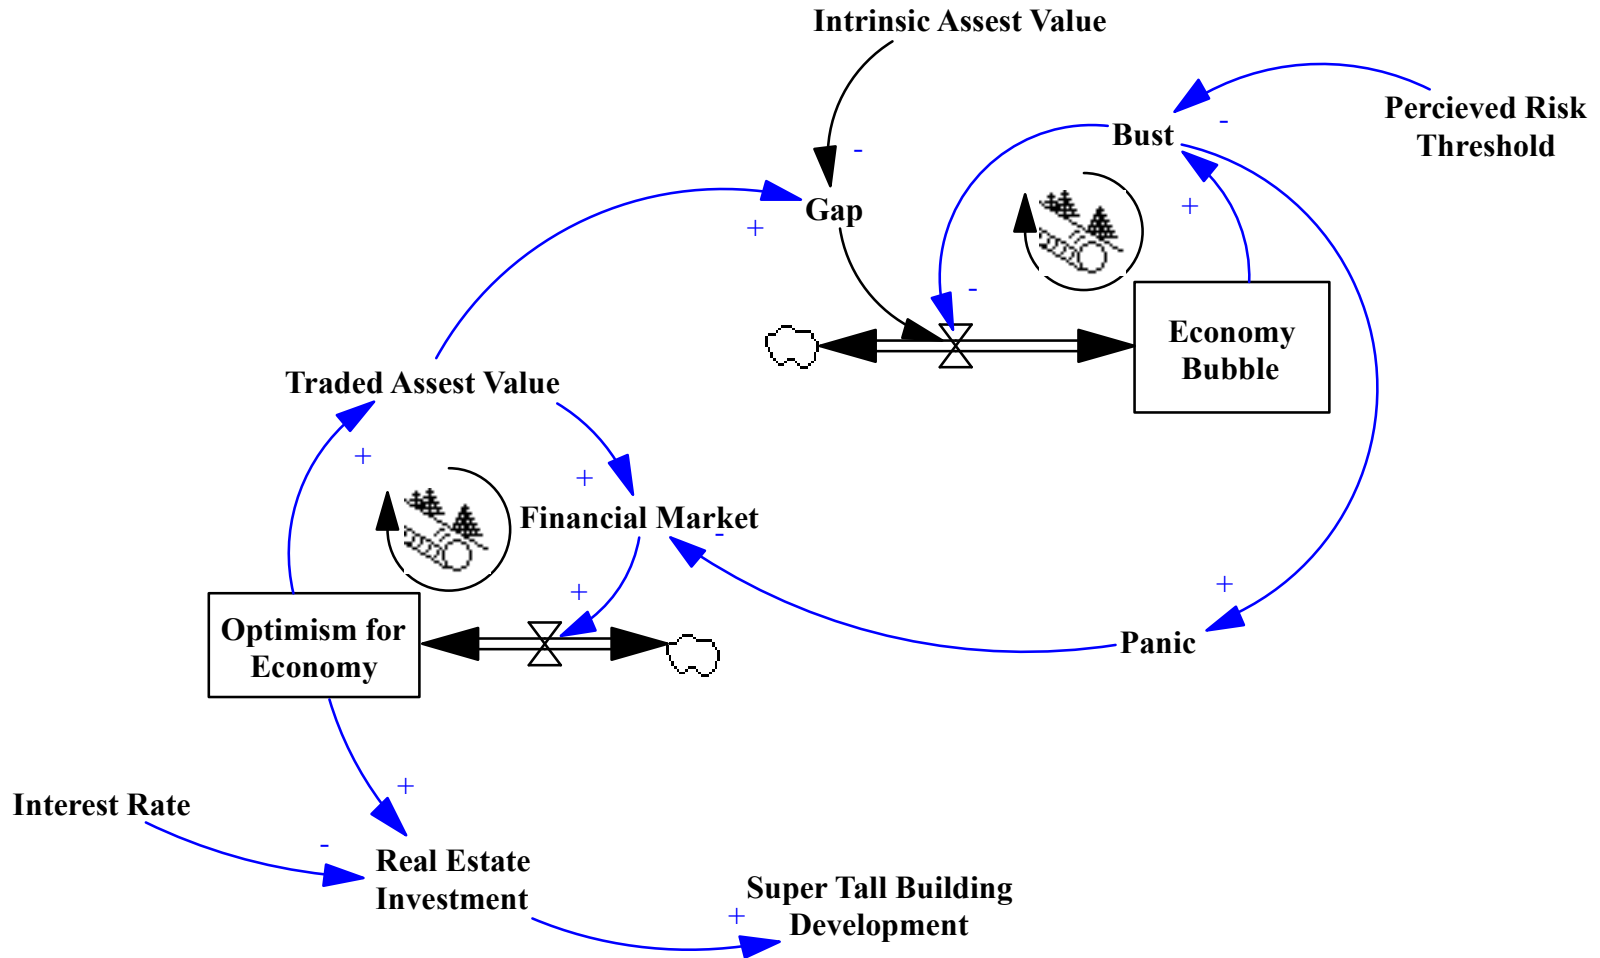 Intrinsic Assest Value
Percieved Risk
Threshold
-
Bust
-
+
Gap
+
-
Economy
Bubble
Traded Assest Value
+
+
Financial Market
-
+
+
Optimism for
Economy
Panic
+
Interest Rate
-
Real Estate
Investment
Super Tall Building
Development
+